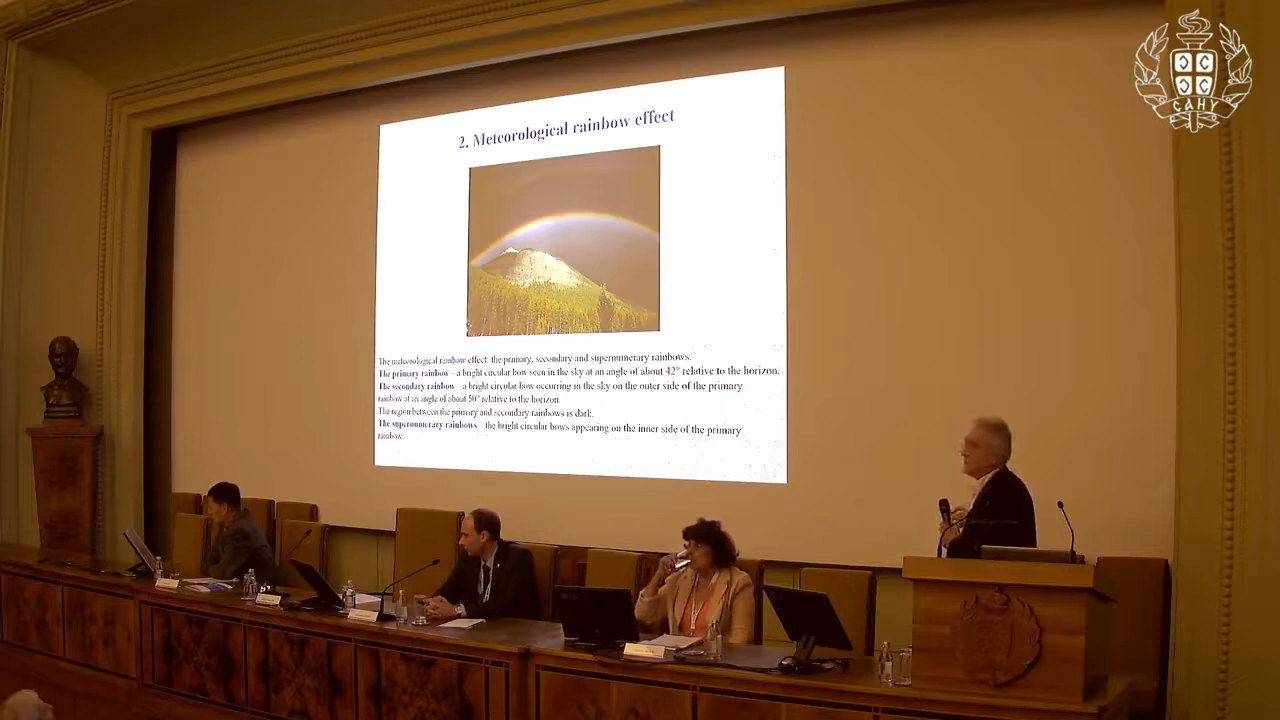 2. Meteorological rainbow effect
The meteorological rainbow effect: the primary, secondary and supernumerary rainbows.
The primary rainbow – a bright circular bow seen in the sky at an angle of about 42° relative to the horizon.
The secondary rainbow – a bright circular bow occurring in the sky on the outer side of the primary
rainbow at an angle of about 50° relative to the horizon.
The region between the primary and secondary rainbows is dark.
The supernumerary rainbows – the bright circular bows appearing on the inner side of the primary
rainbow.
САНУ